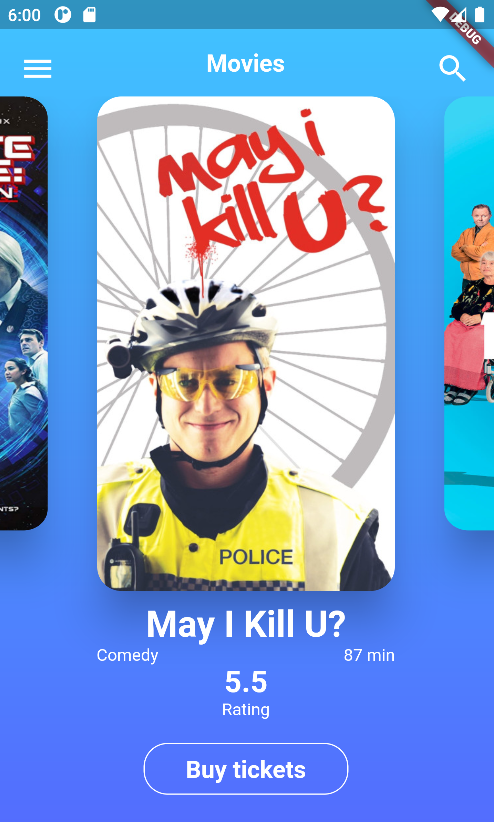 6:00
DEBUG
Movies
may i
kill U?
POLICE
May I Kill U?
Comedy
87 min
5.5
Rating
Buy tickets